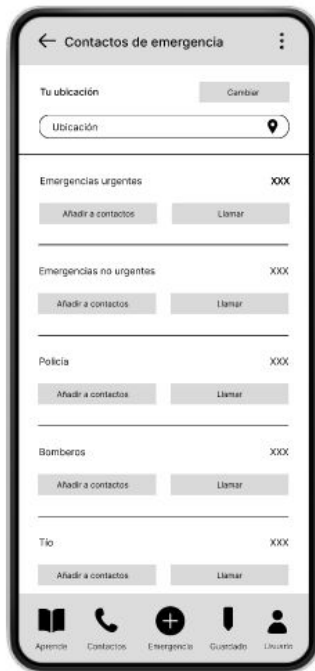 Contactos de emergencia
Tu ubicación Cambiar
Ubicación
Emergencias urgentes XXX
Añadir a contactos Llamar
Emergencias no urgentes XXX
Añadir a contactos Llamar
Policía XXX
Añadir a contactos Llamar
Bomberos XXX
Añadir a contactos Llamar
Tío XXX
Añadir a contactos Llamar
Aprende Contactos Emergencia Guardado Usuario